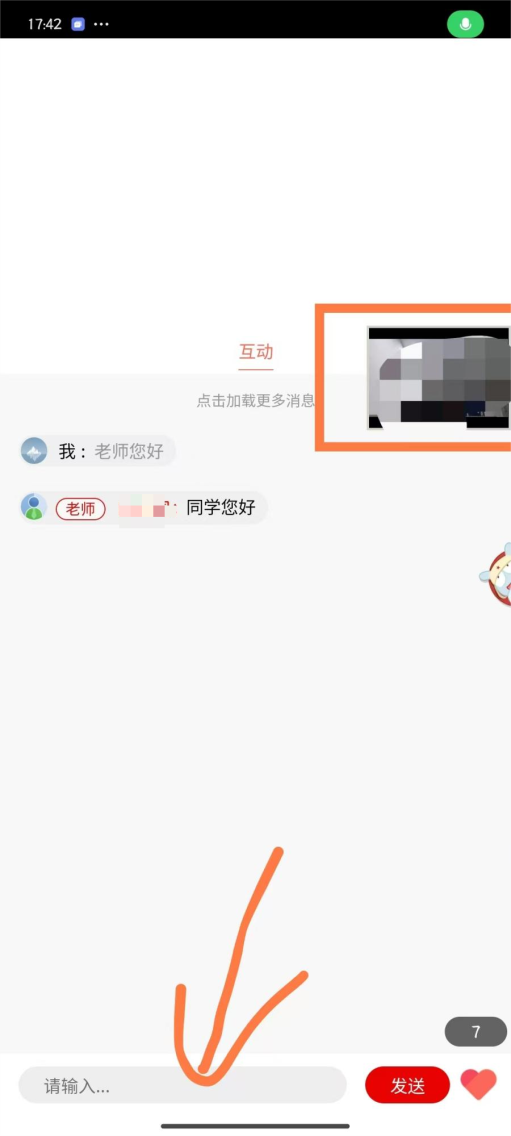 17:42
互动
点击加载更多消息
我：老师您好
老师 ：同学您好
7
请输入...
发送